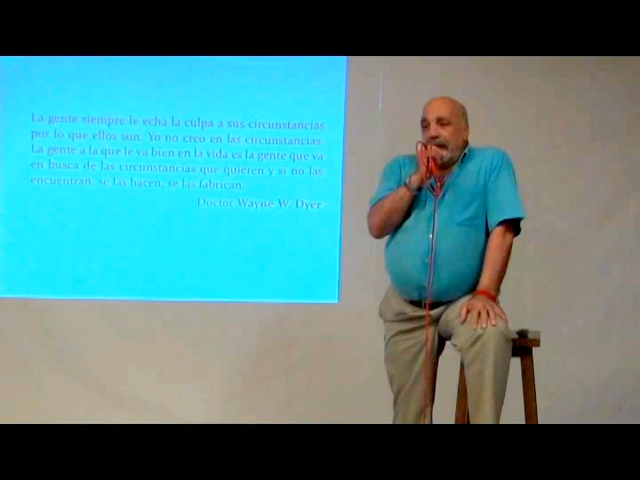 La gente siempre le echa la culpa a sus circunstancias
por lo que ellos son. Yo no creo en las circunstancias.
La gente a la que le va bien en la vida es la gente que va
en busca de las circunstancias que quieren y si no las
encuentran, se las hacen, se las fabrican.
Doctor Wayne W. Dyer